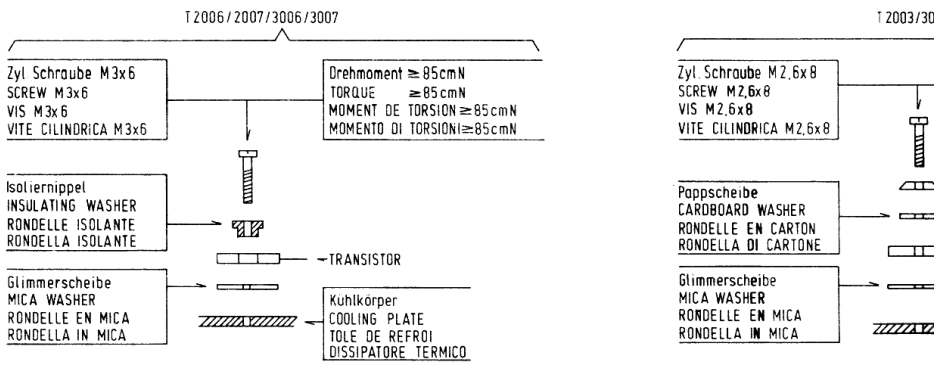 T2006/2007/3006/3007
Zyl. Schraube M3x6
SCREW M3x6
VIS M3x6
VITE CILINDRICA M3x6
Drehmoment ≥85cmN
TORQUE ≥85cmN
MOMENT DE TORSION≥85cmN
MOMENTO DI TORSIONI≥85cmN
Isoliernippel
INSULATING WASHER
RONDELLE ISOLANTE
RONDELLA ISOLANTE
TRANSISTOR
Glimmerscheibe
MICA WASHER
RONDELLE EN MICA
RONDELLA IN MICA
Kühlkörper
COOLING PLATE
TOLE DE REFROI
DISSIPATORE TERMICO
T2003/30
Zyl. Schraube M2,6x8
SCREW M2,6x8
VIS M2,6x8
VITE CILINDRICA M2,6x8
Pappscheibe
CARDBOARD WASHER
RONDELLE EN CARTON
RONDELLA DI CARTONE
Glimmerscheibe
MICA WASHER
RONDELLE EN MICA
RONDELLA IN MICA